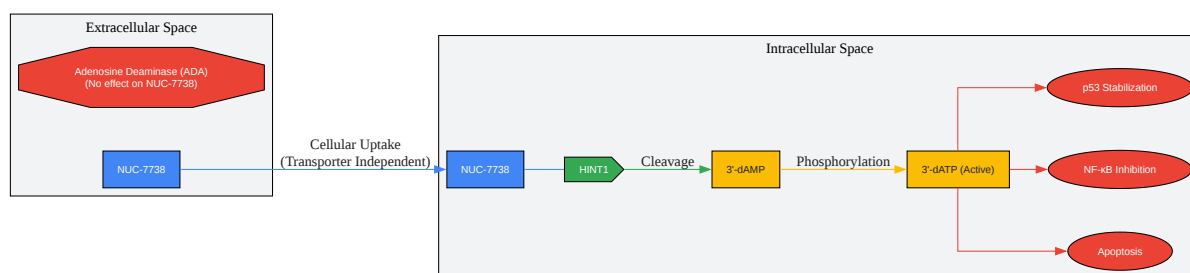 Extracellular Space
Adenosine Deaminase (ADA)
(No effect on NUC-7738)
NUC-7738
Cellular Uptake
(Transporter Independent)
Intracellular Space
NUC-7738
HINT1
Cleavage
3'-dAMP
Phosphorylation
3'-dATP (Active)
p53 Stabilization
NF-κB Inhibition
Apoptosis